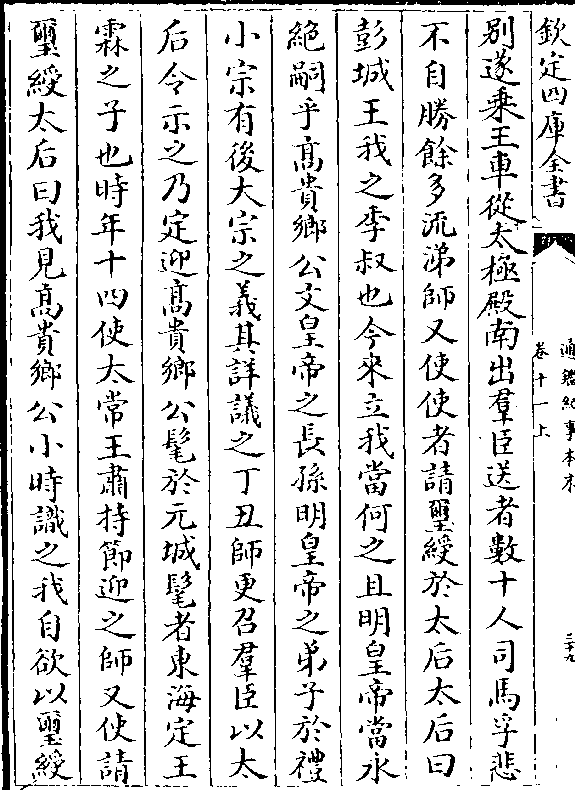 欽定四庫全書
通鑑紀事本末
卷十一上
二十九
别遂乗王車從太極殿南出羣臣送者數十人司馬孚悲
不自勝餘多流涕師又使使者請璽綬於太后太后曰
彭城王我之季叔也今來立我當何之且明皇帝當永
絶嗣乎髙貴鄉公文皇帝之長孫明皇帝之弟子於禮
小宗有後大宗之義其詳議之丁丑師更召羣臣以太
后令示之乃定迎髙貴鄉公髦於元城髦者東海定王
霖之子也時年十四使太常王肅持節迎之師又使請
璽綬太后曰我見髙貴鄉公小時識之我自欲以璽綬